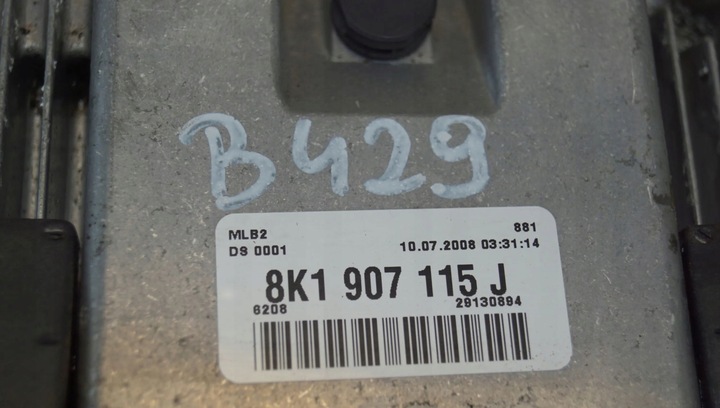 B429
MLB2 881
DS 0001 10.07.2008 03:31:14
8K1 907 115 J
6208 29130894